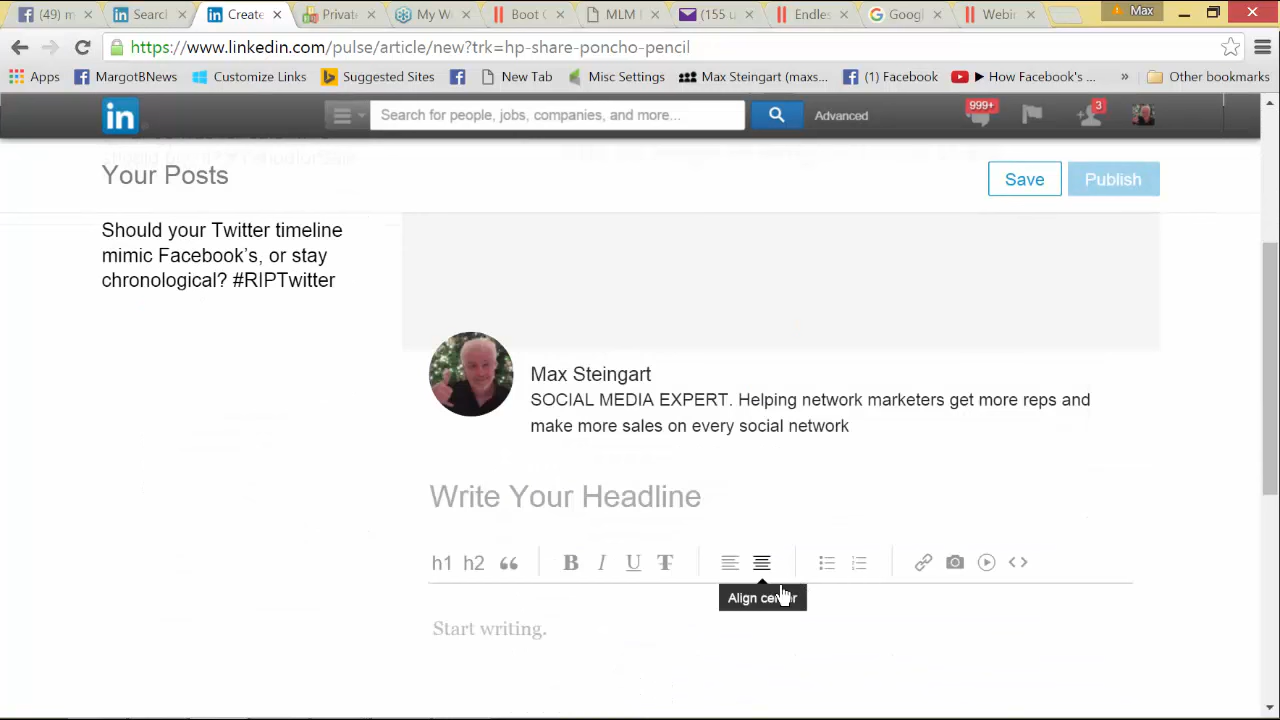 (49) m
Search
Create
Private
My W
Boot C
MLM
(155 u
Endles
Googl
Webin
Max
https://www.linkedin.com/pulse/article/new?trk=hp-share-poncho-pencil
Apps
MargotBNews
Customize Links
Suggested Sites
New Tab
Misc Settings
Max Steingart (maxs...
(1) Facebook
► How Facebook's ...
»
Other bookmarks
in
Search for people, jobs, companies, and more...
Advanced
999+
3
Your Posts
Save
Publish
Should your Twitter timeline
mimic Facebook's, or stay
chronological? #RIPTwitter
Max Steingart
SOCIAL MEDIA EXPERT. Helping network marketers get more reps and
make more sales on every social network
Write Your Headline
h1 h2 “ B I U T
Align center
Start writing.